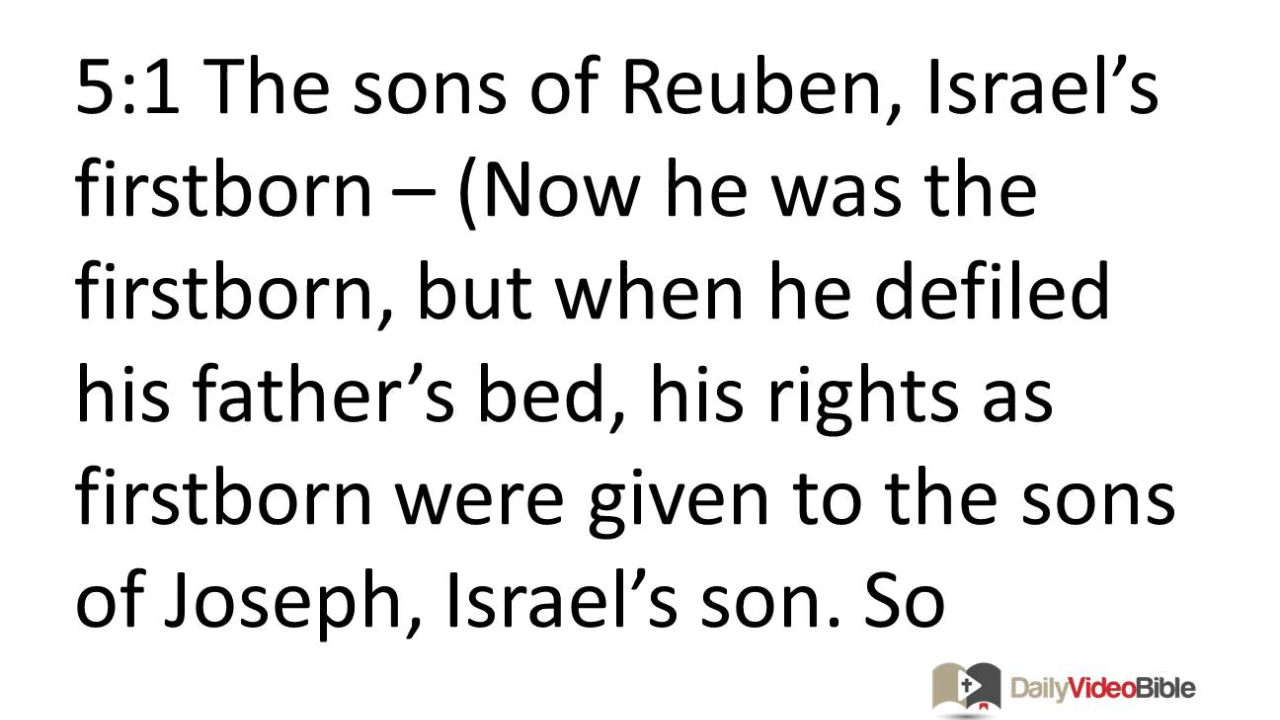 5:1 The sons of Reuben, Israel’s
firstborn – (Now he was the
firstborn, but when he defiled
his father’s bed, his rights as
firstborn were given to the sons
of Joseph, Israel’s son. So
DailyVideoBible